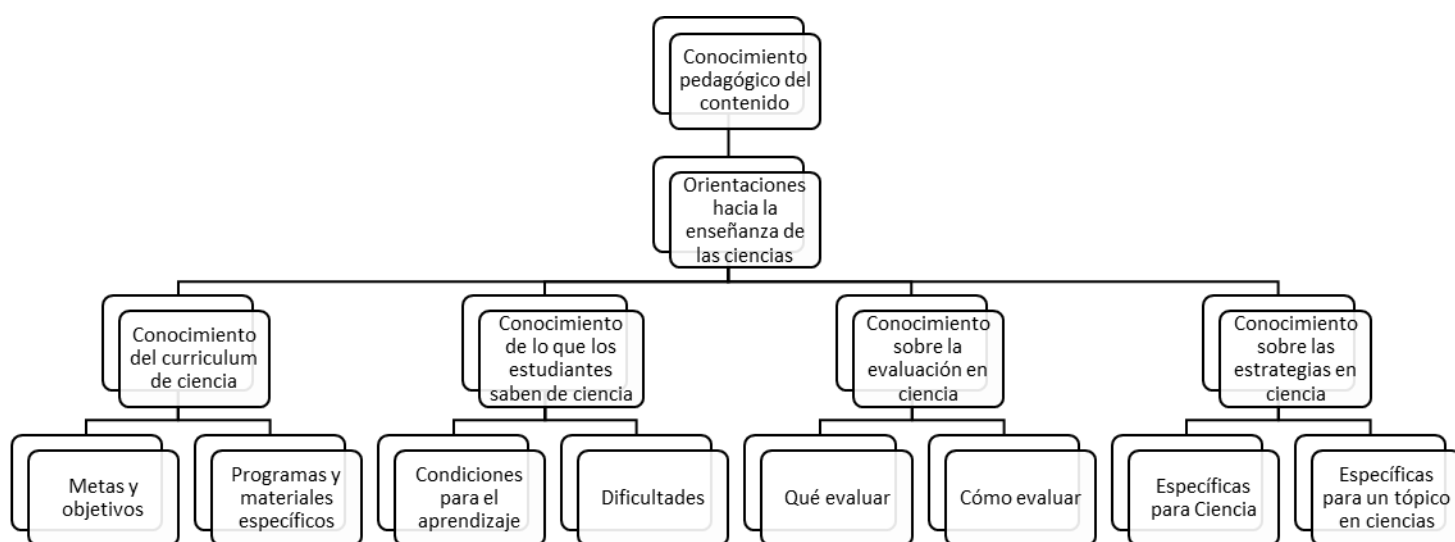 Conocimiento
pedagógico del
contenido
Orientaciones
hacia la
enseñanza de
las ciencias
Conocimiento
del curriculum
de ciencia
Conocimiento
de lo que los
estudiantes
saben de ciencia
Conocimiento
sobre la
evaluación en
ciencia
Conocimiento
sobre las
estrategias en
ciencia
Metas y
objetivos
Programas y
materiales
específicos
Condiciones
para el
aprendizaje
Dificultades
Qué evaluar
Cómo evaluar
Específicas
para Ciencia
Específicas
para un tópico
en ciencias